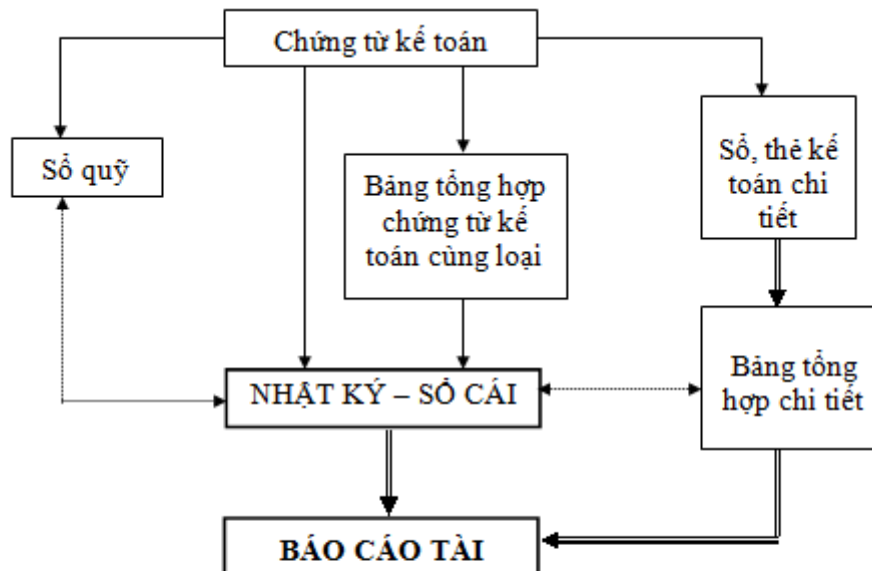 Chứng từ kế toán
Sổ quỹ
Bảng tổng hợp
chứng từ kế
toán cùng loại
Sổ, thẻ kế
toán chi
tiết
NHẬT KÝ – SỔ CÁI
Bảng tổng
hợp chi tiết
BÁO CÁO TÀI